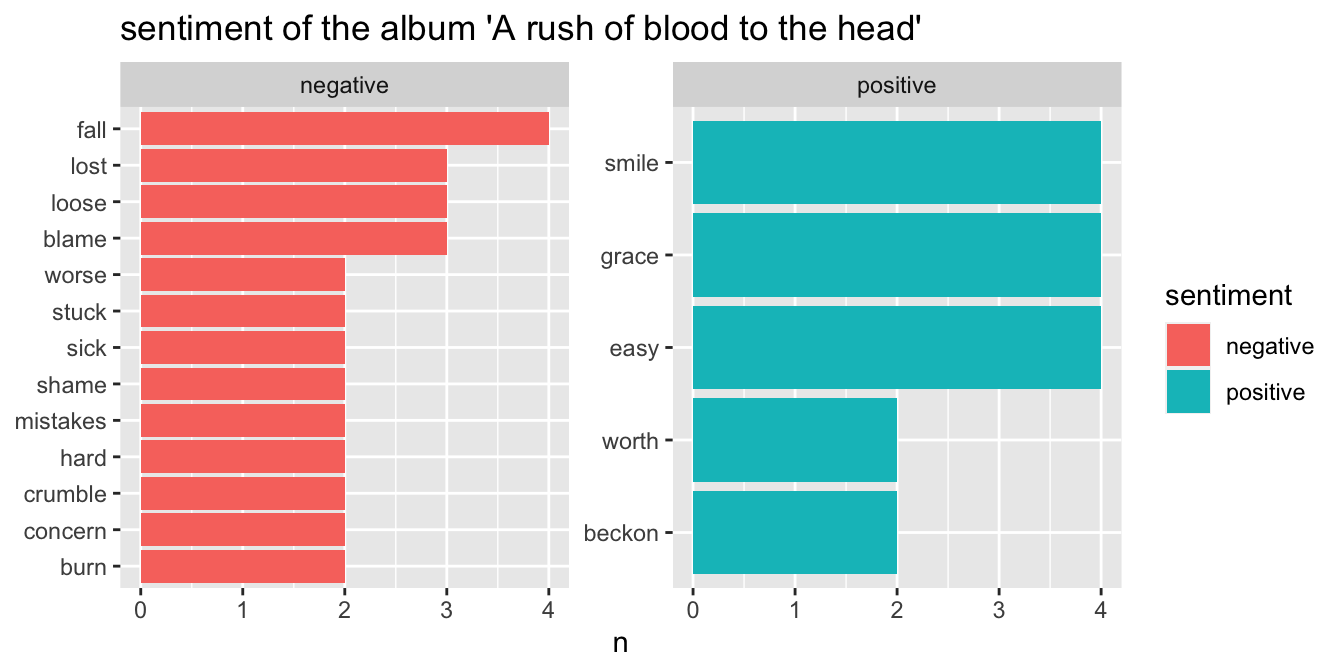 sentiment of the album 'A rush of blood to the head'
negative
fall
lost
loose
blame
worse
stuck
sick
shame
mistakes
hard
crumble
concern
burn
0 1 2 3 4
positive
smile
grace
easy
worth
beckon
0 1 2 3 4
n
sentiment
negative
positive